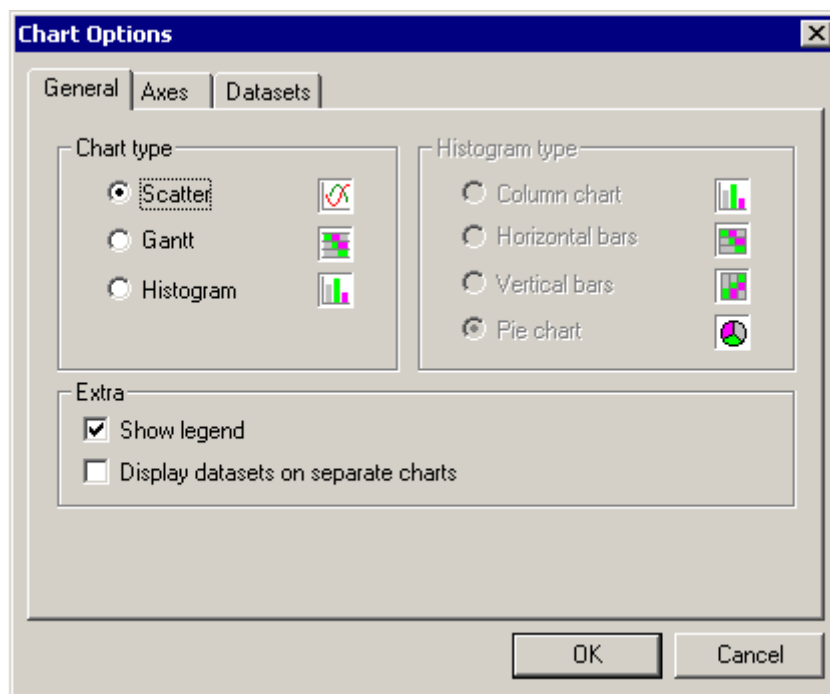 Chart Options
General
Axes
Datasets
Chart type
Scatter
Gantt
Histogram
Histogram type
Column chart
Horizontal bars
Vertical bars
Pie chart
Extra
Show legend
Display datasets on separate charts
OK
Cancel